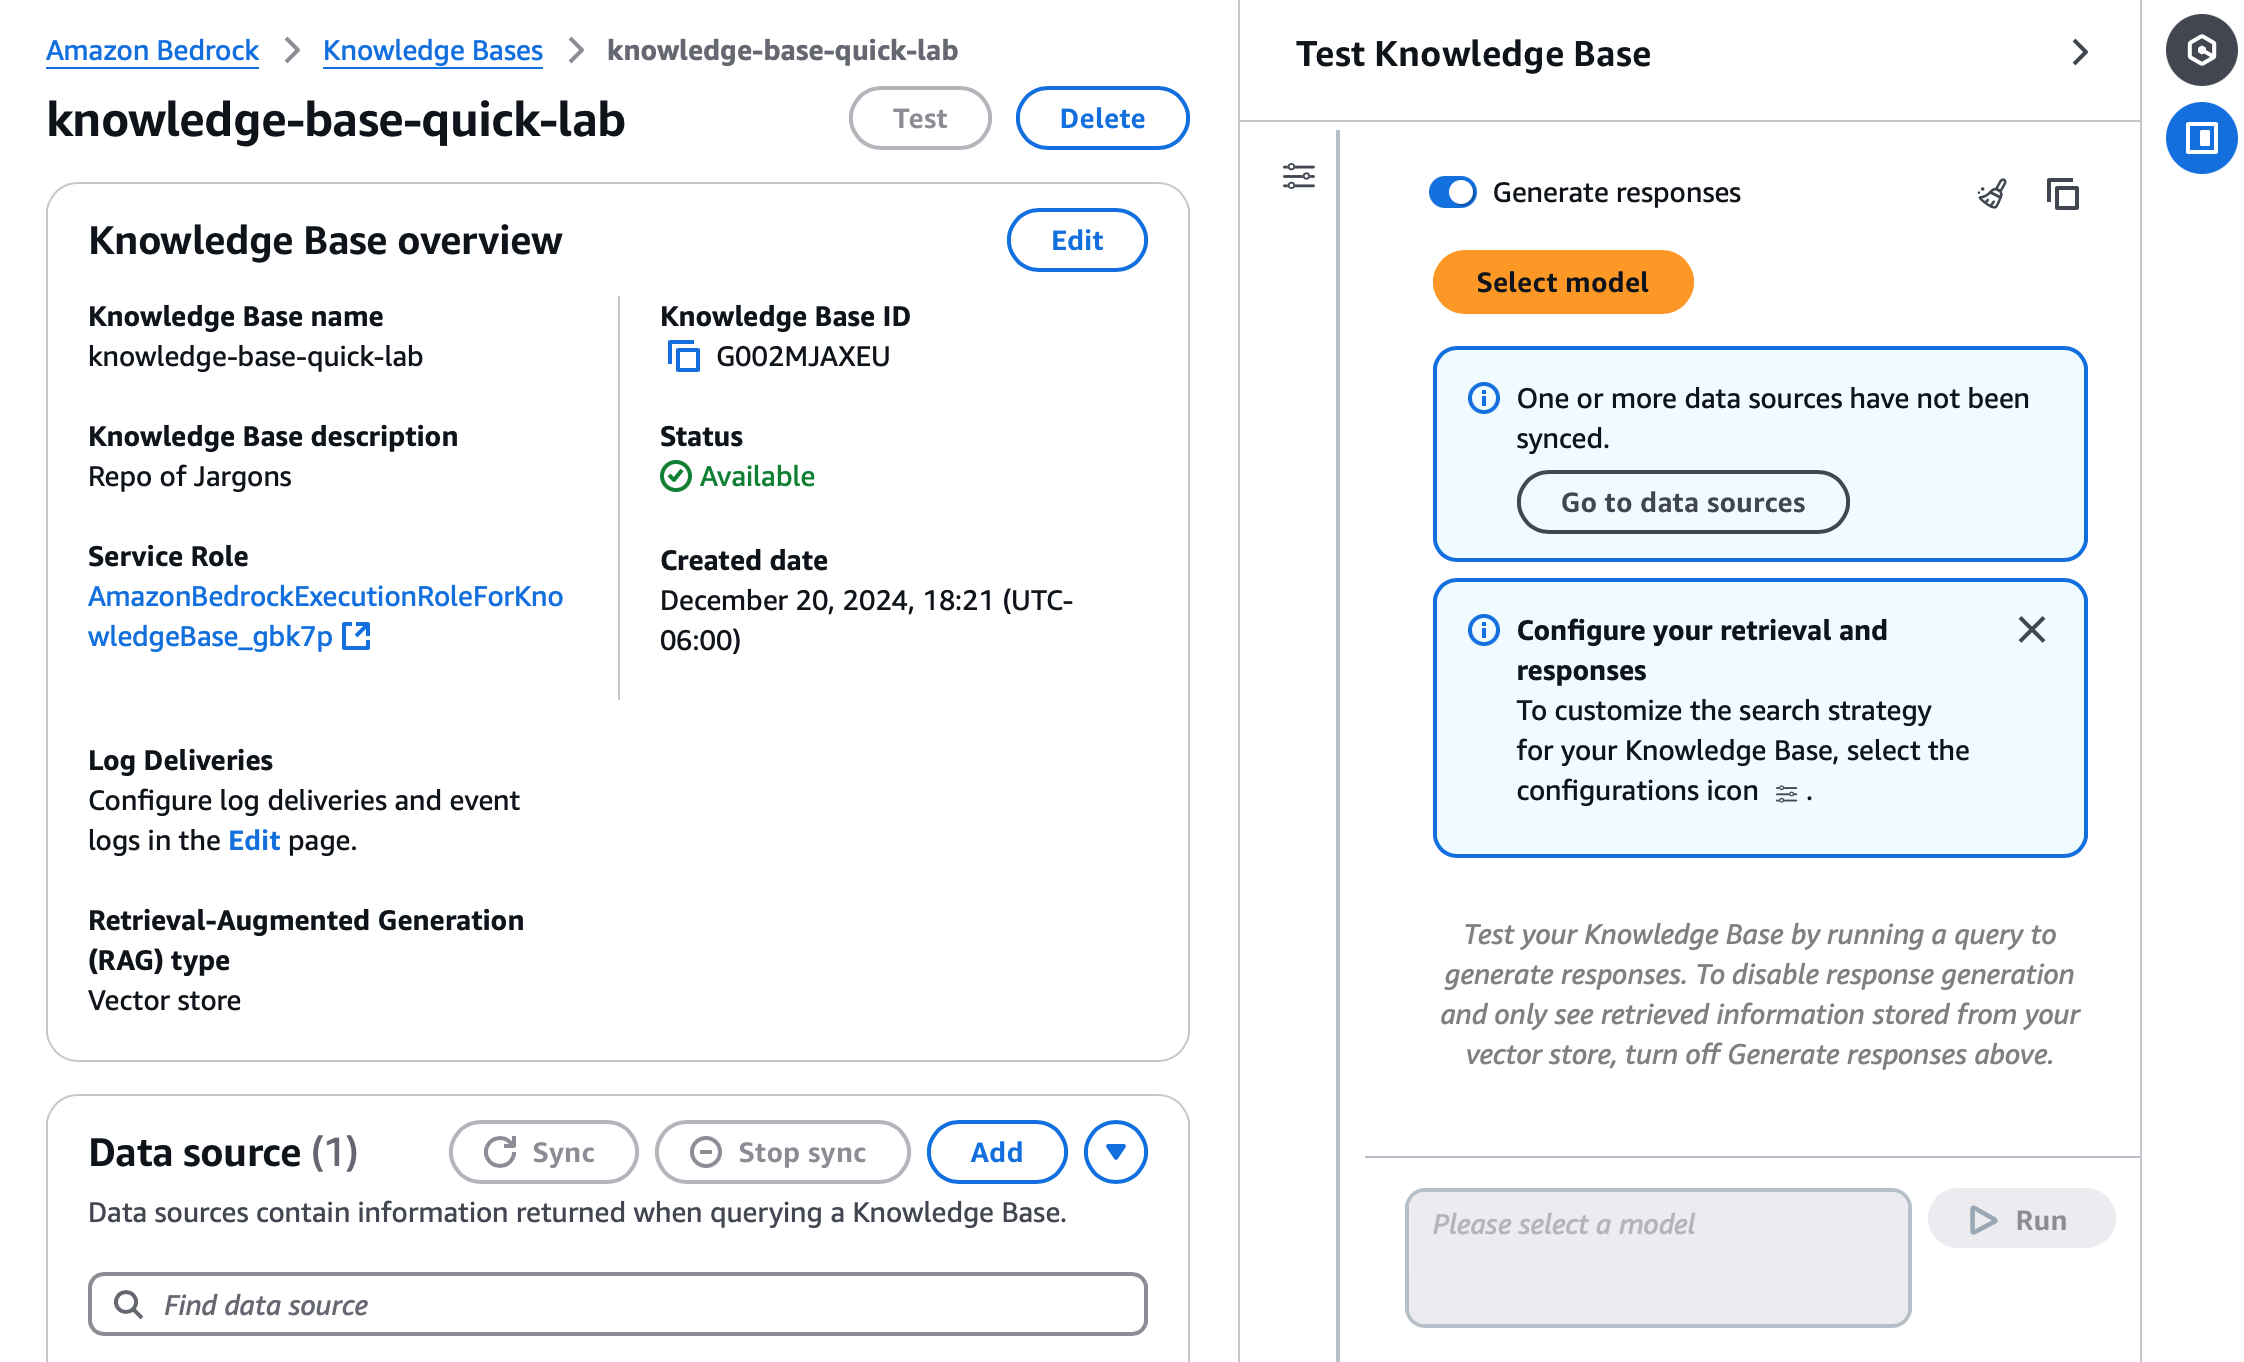 Amazon Bedrock > Knowledge Bases > knowledge-base-quick-lab
knowledge-base-quick-lab
Test
Delete
Knowledge Base overview
Edit
Knowledge Base name
knowledge-base-quick-lab
Knowledge Base description
Repo of Jargons
Service Role
AmazonBedrockExecutionRoleForKno
wledgeBase_gbk7p
Knowledge Base ID
G002MJAXEU
Status
Available
Created date
December 20, 2024, 18:21 (UTC-
06:00)
Log Deliveries
Configure log deliveries and event
logs in the Edit page.
Retrieval-Augmented Generation
(RAG) type
Vector store
Data source (1)
Sync
Stop sync
Add
Data sources contain information returned when querying a Knowledge Base.
Find data source
Test Knowledge Base
Generate responses
Select model
One or more data sources have not been
synced.
Go to data sources
Configure your retrieval and
responses
To customize the search strategy
for your Knowledge Base, select the
configurations icon .
Test your Knowledge Base by running a query to
generate responses. To disable response generation
and only see retrieved information stored from your
vector store, turn off Generate responses above.
Please select a model
Run